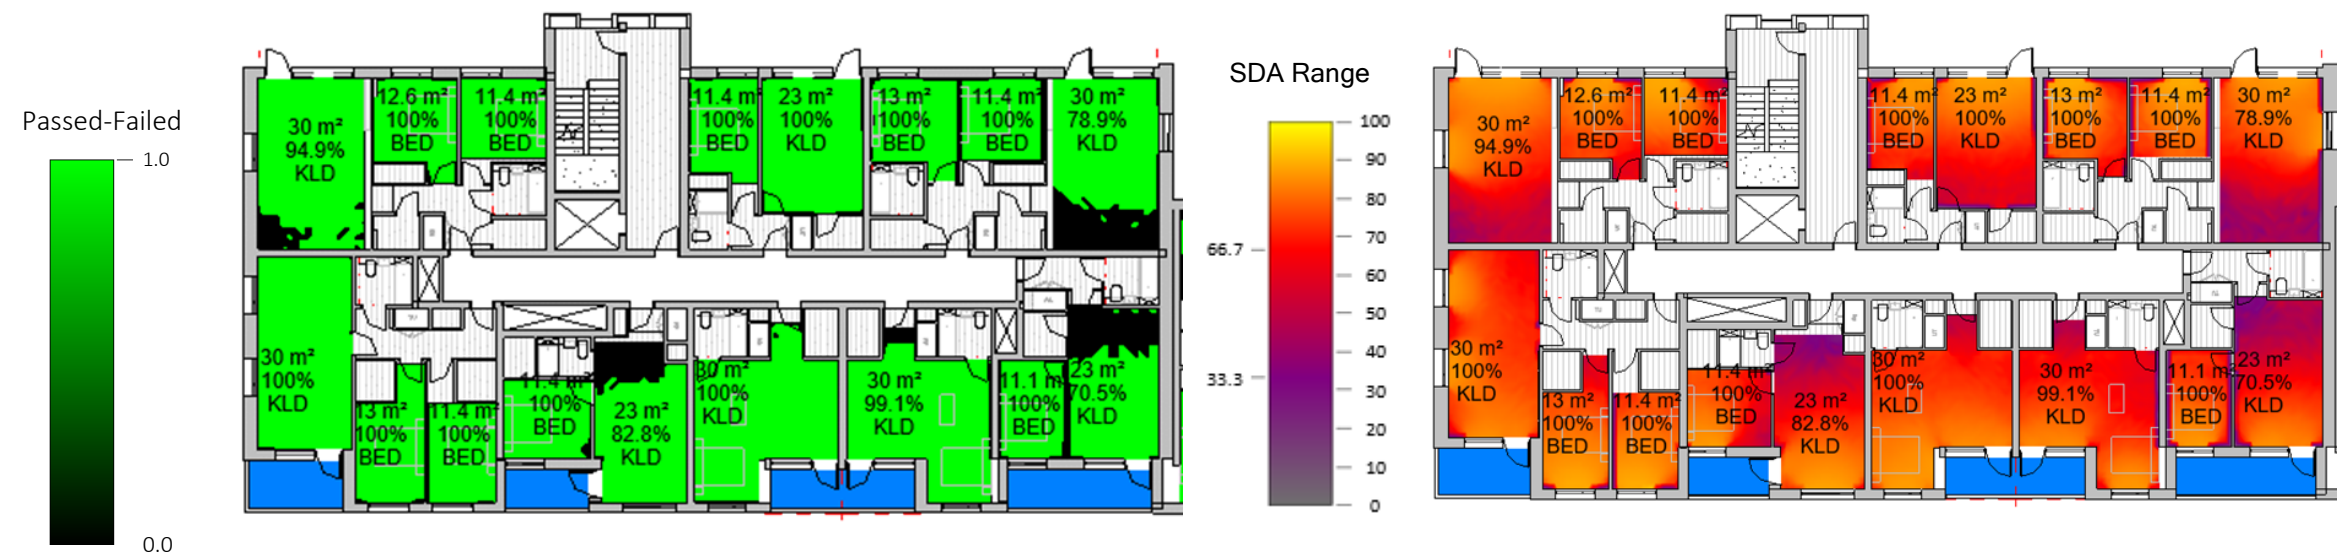 Passed-Failed
1.0
0.0
30 m²
94.9%
KLD
12.6 m²
100%
BED
11.4 m²
100%
BED
11.4 m²
100%
BED
23 m²
100%
KLD
13 m²
100%
BED
11.4 m²
100%
BED
30 m²
78.9%
KLD
30 m²
100%
KLD
13 m²
100%
BED
11.4 m²
100%
BED
11.4 m²
100%
BED
23 m²
82.8%
KLD
30 m²
100%
KLD
30 m²
99.1%
KLD
11.1 m²
100%
BED
23 m²
70.5%
KLD
SDA Range
100
90
80
70
66.7
60
50
40
33.3
30
20
10
0
30 m²
94.9%
KLD
12.6 m²
100%
BED
11.4 m²
100%
BED
11.4 m²
100%
BED
23 m²
100%
KLD
13 m²
100%
BED
11.4 m²
100%
BED
30 m²
78.9%
KLD
30 m²
100%
KLD
13 m²
100%
BED
11.4 m²
100%
BED
11.4 m²
100%
BED
23 m²
82.8%
KLD
30 m²
100%
KLD
30 m²
99.1%
KLD
11.1 m²
100%
BED
23 m²
70.5%
KLD